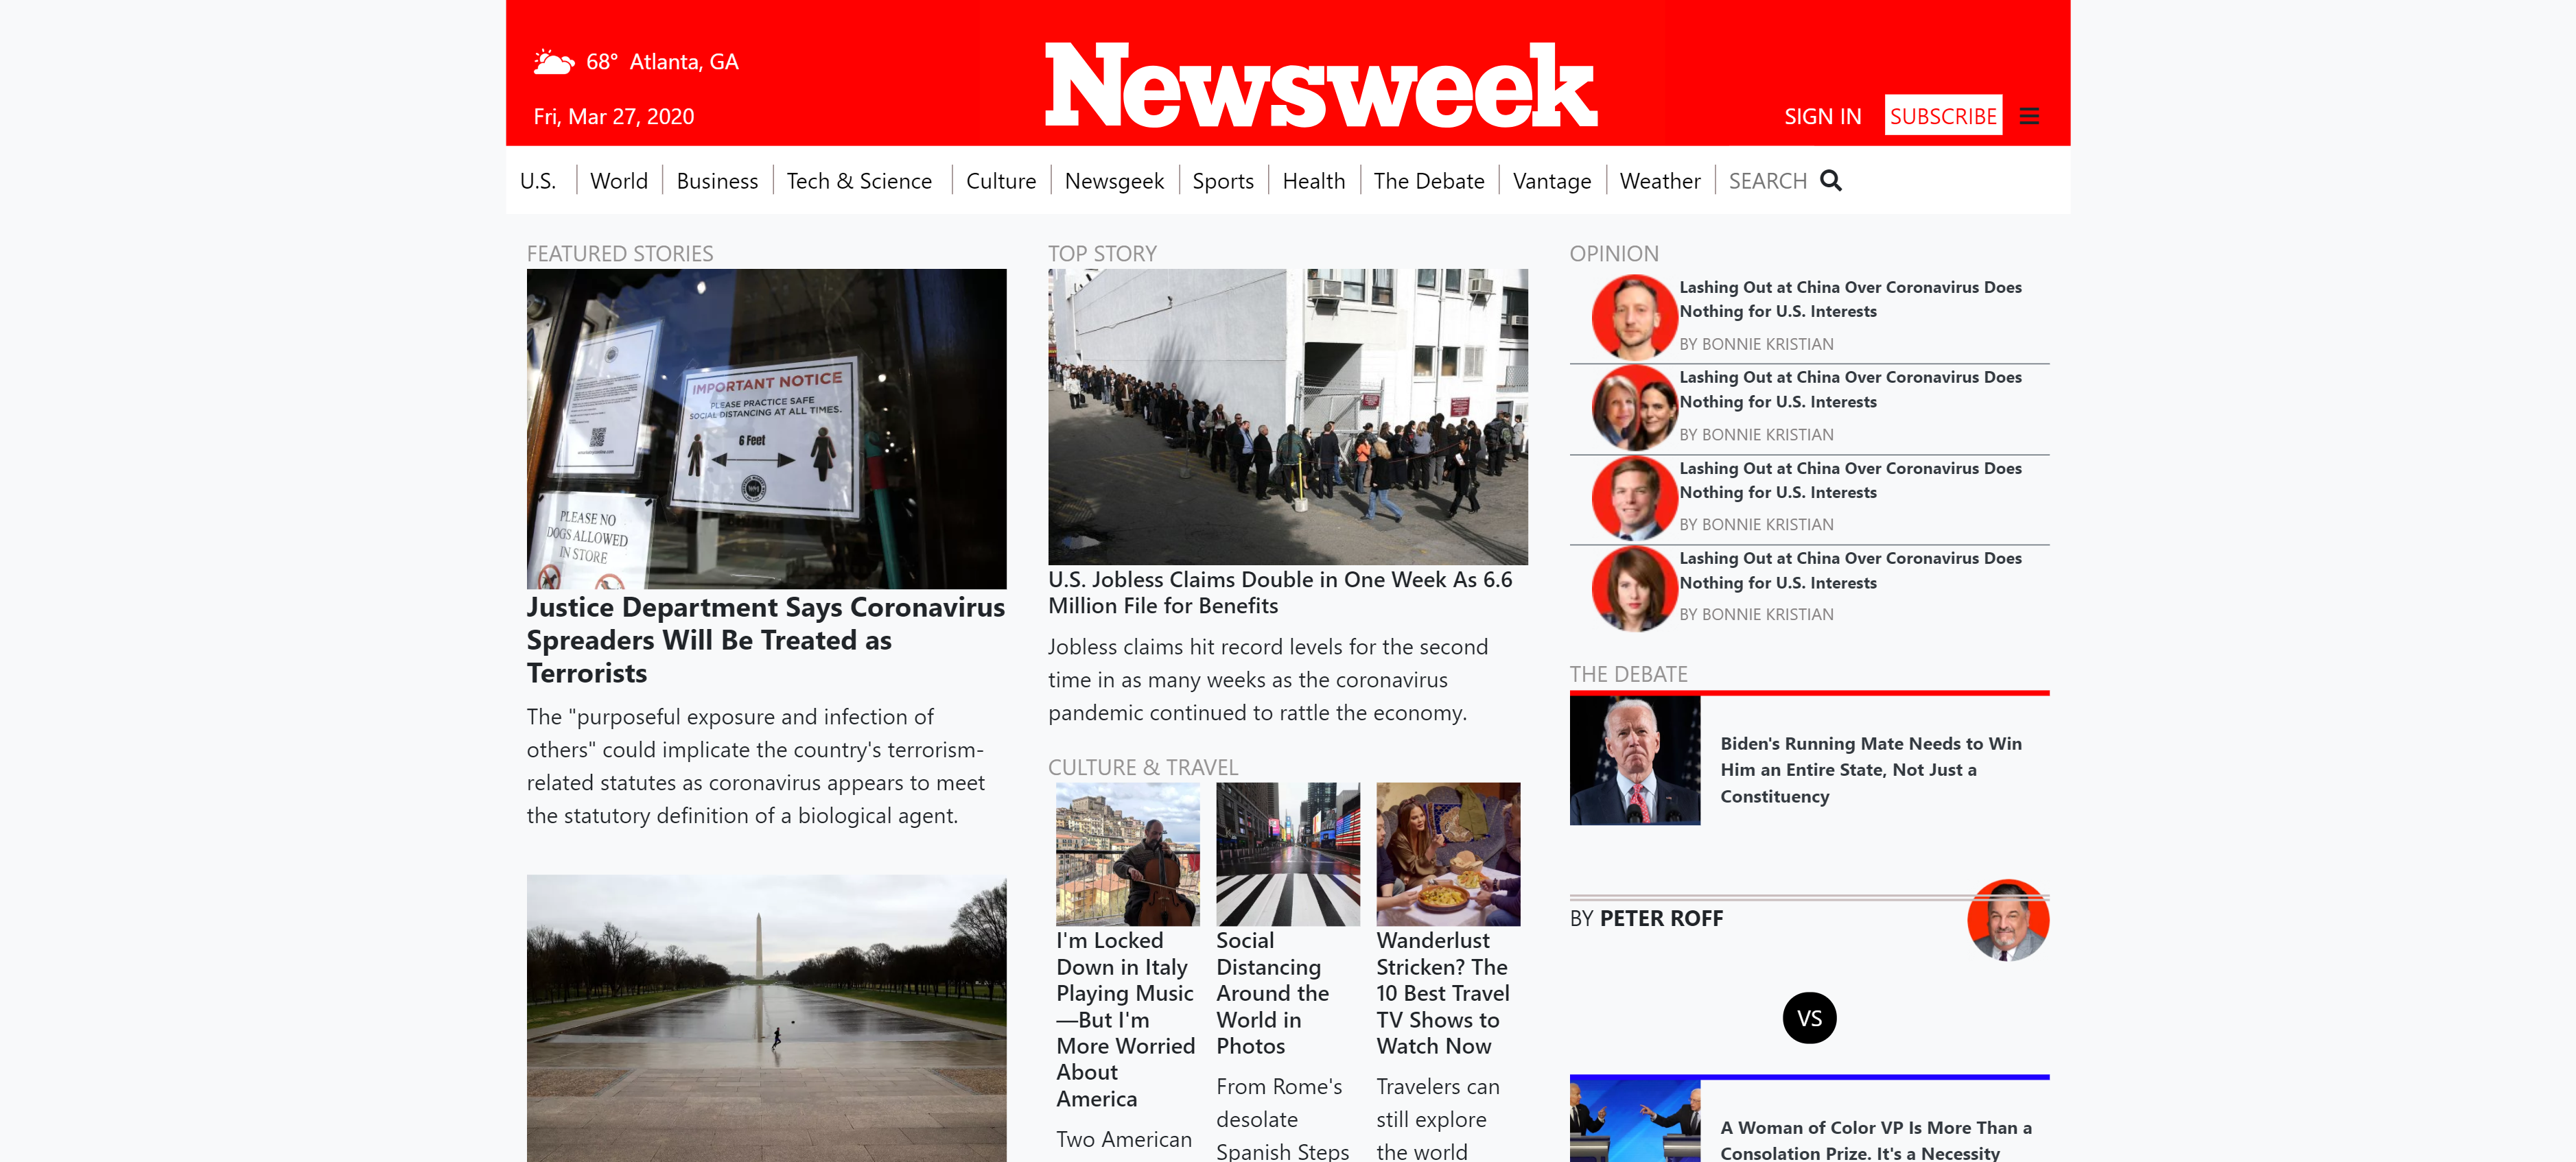 68° Atlanta, GA
Fri, Mar 27, 2020
Newsweek
SIGN IN
SUBSCRIBE
U.S.
World
Business
Tech & Science
Culture
Newsgeek
Sports
Health
The Debate
Vantage
Weather
SEARCH
FEATURED STORIES
IMPORTANT NOTICE
PLEASE PRACTICE SAFE
SOCIAL DISTANCING AT ALL TIMES.
6 Feet
PLEASE NO
DOGS ALLOWED
IN STORE
Justice Department Says Coronavirus
Spreaders Will Be Treated as
Terrorists
The "purposeful exposure and infection of
others" could implicate the country's terrorism-
related statutes as coronavirus appears to meet
the statutory definition of a biological agent.
TOP STORY
U.S. Jobless Claims Double in One Week As 6.6
Million File for Benefits
Jobless claims hit record levels for the second
time in as many weeks as the coronavirus
pandemic continued to rattle the economy.
CULTURE & TRAVEL
I'm Locked
Down in Italy
Playing Music
—But I'm
More Worried
About
America
Two American
Social
Distancing
Around the
World in
Photos
From Rome's
desolate
Spanish Steps
Wanderlust
Stricken? The
10 Best Travel
TV Shows to
Watch Now
Travelers can
still explore
the world
OPINION
Lashing Out at China Over Coronavirus Does
Nothing for U.S. Interests
BY BONNIE KRISTIAN
Lashing Out at China Over Coronavirus Does
Nothing for U.S. Interests
BY BONNIE KRISTIAN
Lashing Out at China Over Coronavirus Does
Nothing for U.S. Interests
BY BONNIE KRISTIAN
Lashing Out at China Over Coronavirus Does
Nothing for U.S. Interests
BY BONNIE KRISTIAN
THE DEBATE
Biden's Running Mate Needs to Win
Him an Entire State, Not Just a
Constituency
BY PETER ROFF
VS
A Woman of Color VP Is More Than a
Consolation Prize. It's a Necessity